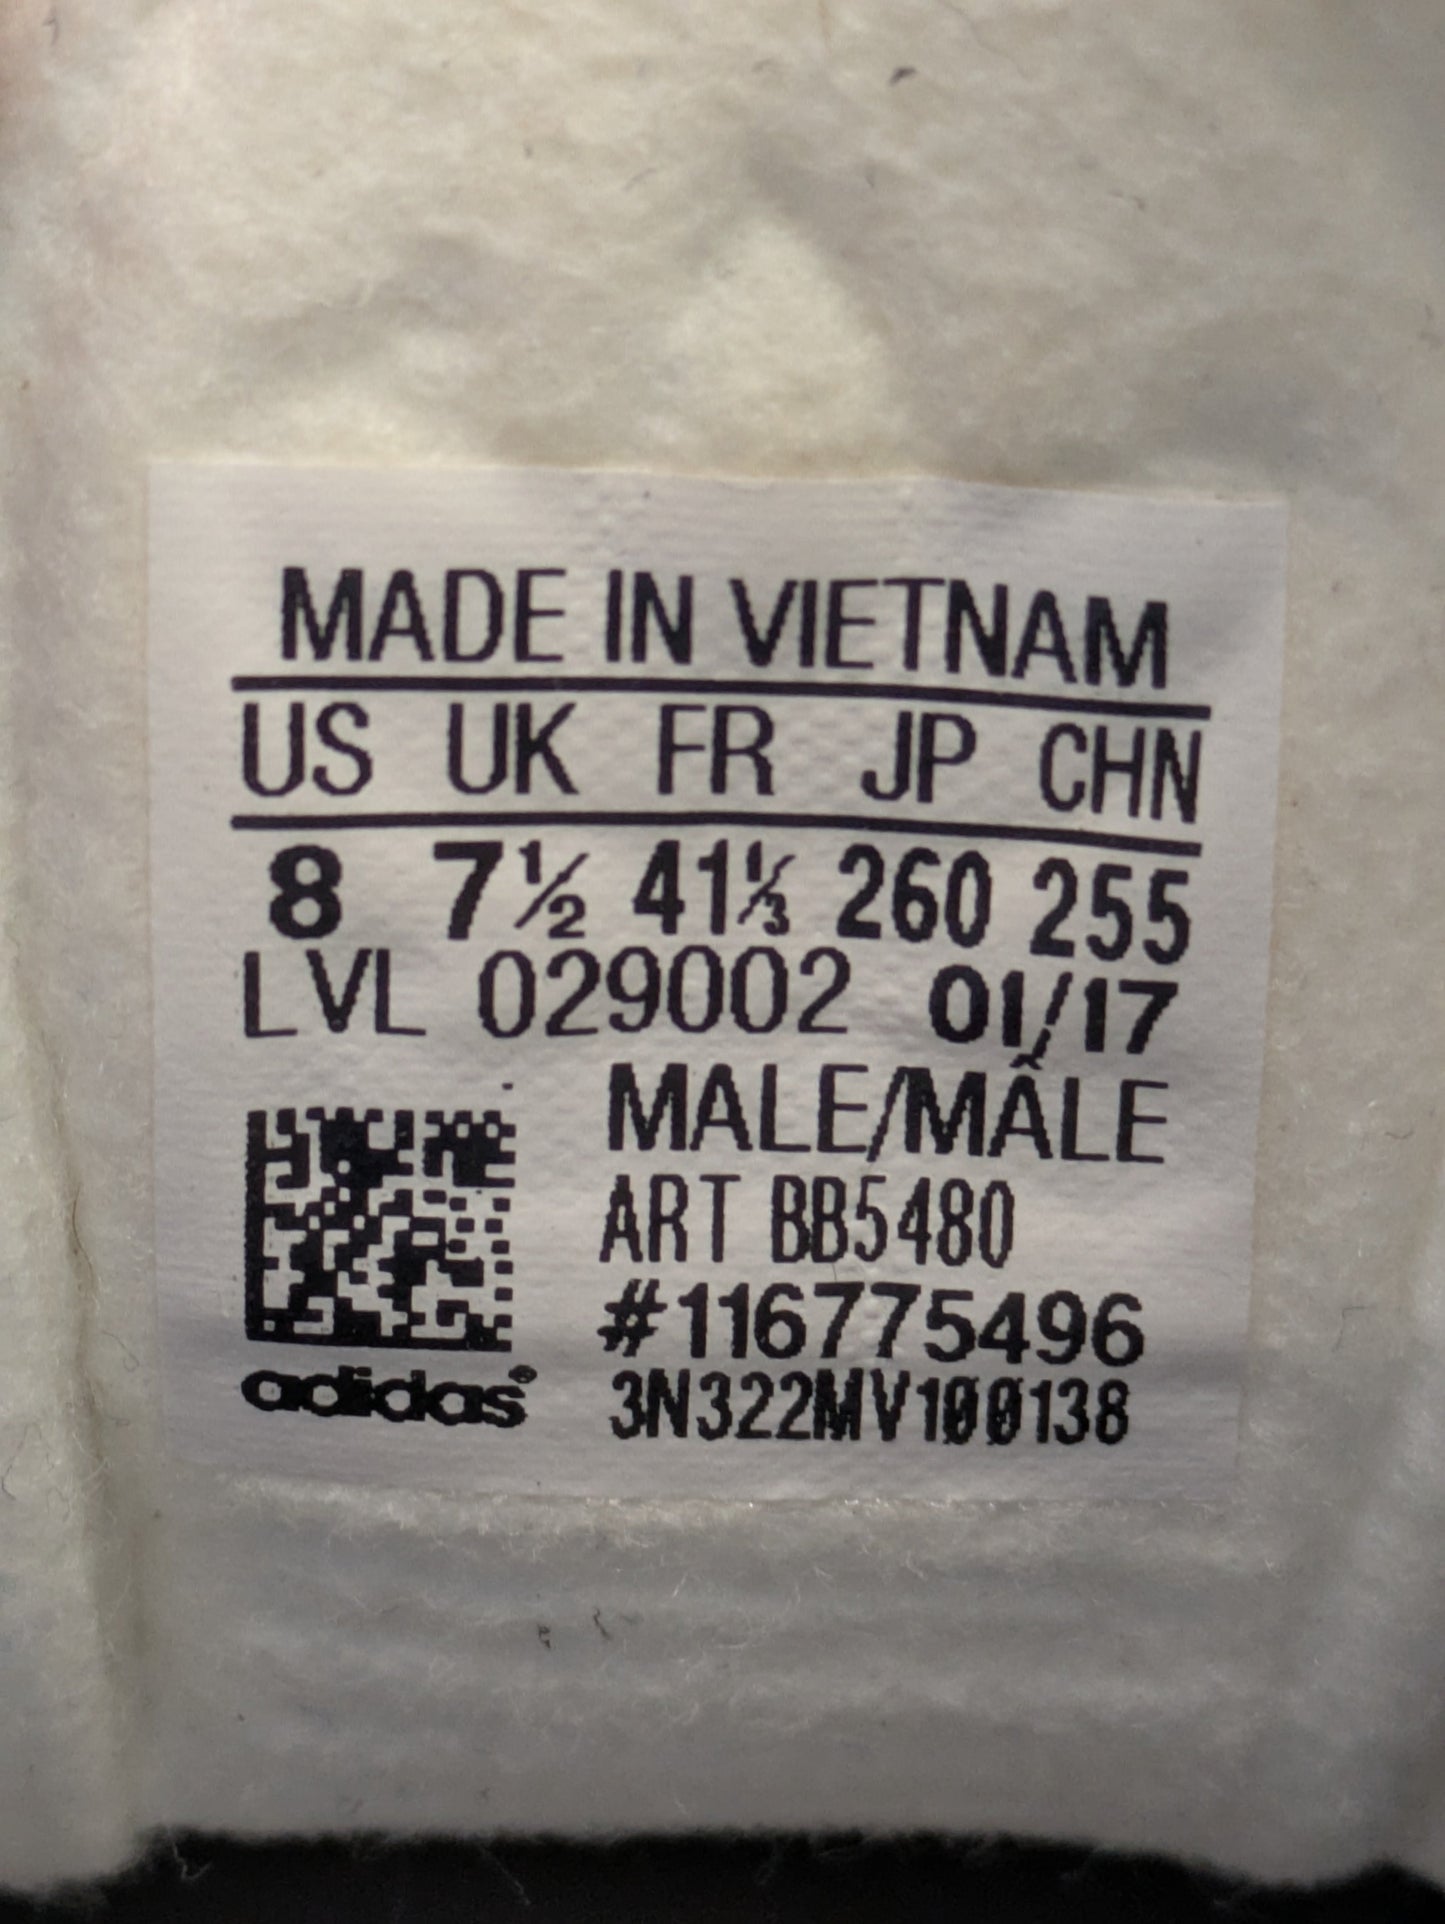 MADE IN VIETNAM
US UK FR JP CHN
8 7½ 41⅓ 260 255
LVL 029002 01/17
MALE/MÂLE
ART BB5480
#116775496
adidas® 3N322MV100138